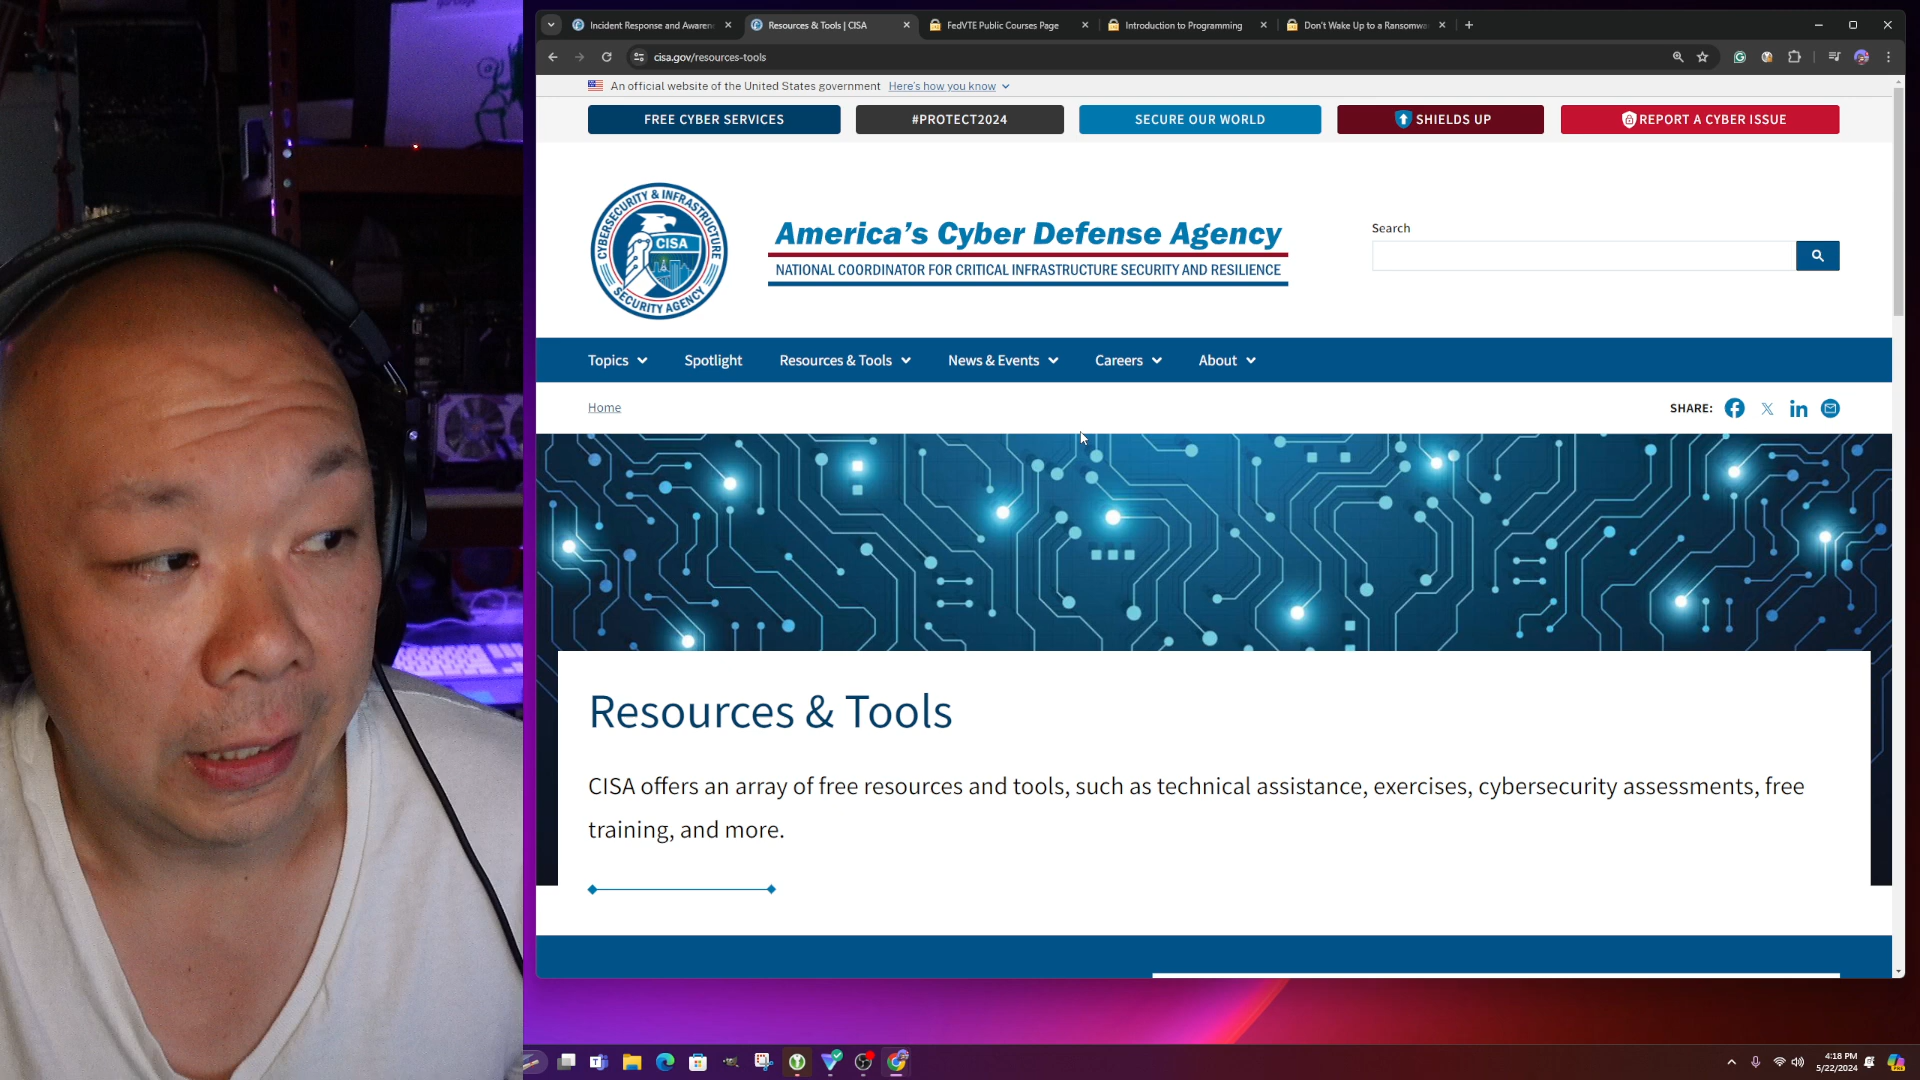 Incident Response and Awaren
Resources & Tools | CISA
FedVTE Public Courses Page
Introduction to Programming
Don't Wake Up to a Ransomwa
cisa.gov/resources-tools
An official website of the United States government Here's how you know
FREE CYBER SERVICES
#PROTECT2024
SECURE OUR WORLD
SHIELDS UP
REPORT A CYBER ISSUE
CYBERSECURITY & INFRASTRUCTURE
CISA
SECURITY AGENCY
America's Cyber Defense Agency
NATIONAL COORDINATOR FOR CRITICAL INFRASTRUCTURE SECURITY AND RESILIENCE
Search
Topics
Spotlight
Resources & Tools
News & Events
Careers
About
Home
SHARE:
Resources & Tools
CISA offers an array of free resources and tools, such as technical assistance, exercises, cybersecurity assessments, free
training, and more.
4:18 PM
5/22/2024